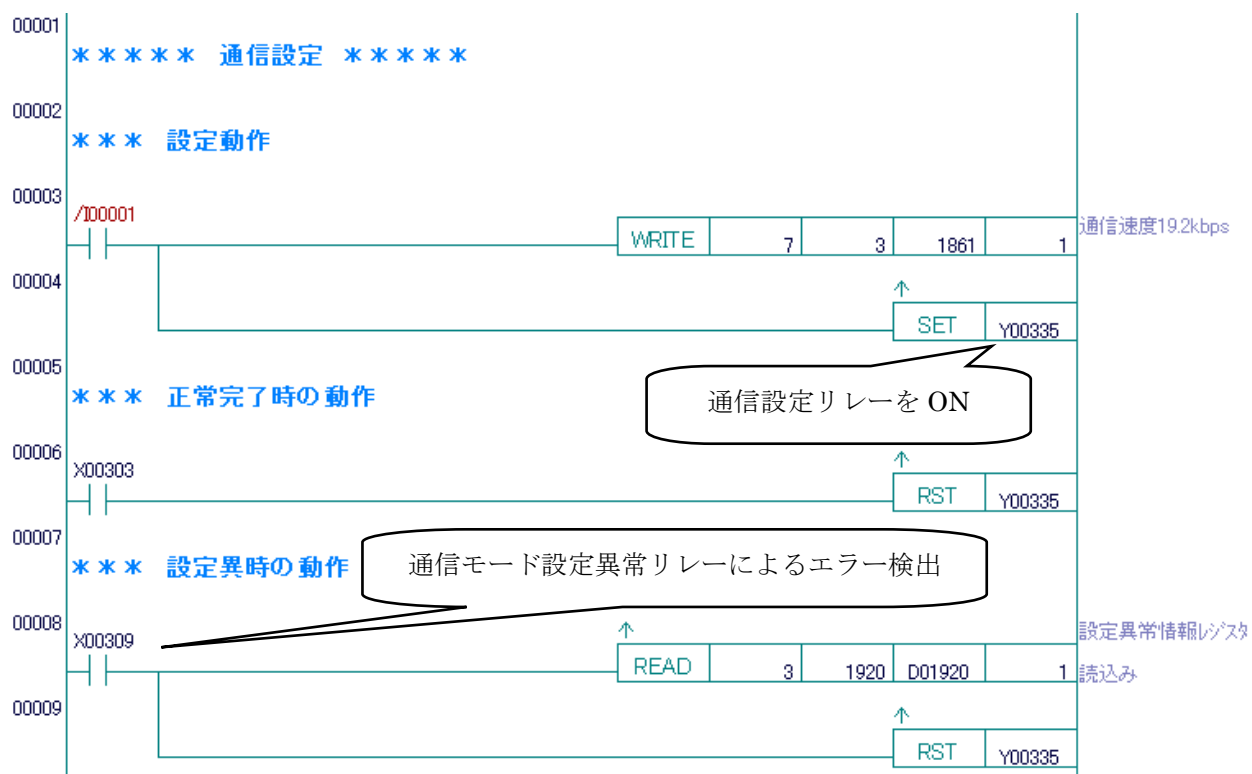 00001
＊＊＊＊＊ 通信設定 ＊＊＊＊＊
00002
＊＊＊ 設定動作
00003
/I00001
WRITE 7 3 1861 1
通信速度19.2kbps
00004
↑
SET Y00335
00005
＊＊＊ 正常完了時の動作
通信設定リレーを ON
00006
X00303
↑
RST Y00335
00007
＊＊＊ 設定異時の動作
通信モード設定異常リレーによるエラー検出
00008
X00309
↑
READ 3 1920 D01920 1
設定異常情報レジスタ
読込み
00009
↑
RST Y00335